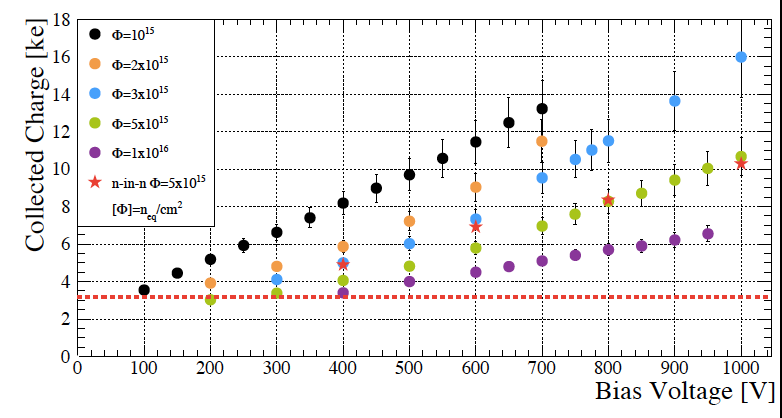 Collected Charge [ke]
18
16
14
12
10
8
6
4
2
0
Φ=10¹⁵
Φ=2x10¹⁵
Φ=3x10¹⁵
Φ=5x10¹⁵
Φ=1x10¹⁶
n-in-n Φ=5x10¹⁵
[Φ]=n_eq/cm²
0 100 200 300 400 500 600 700 800 900 1000
Bias Voltage [V]